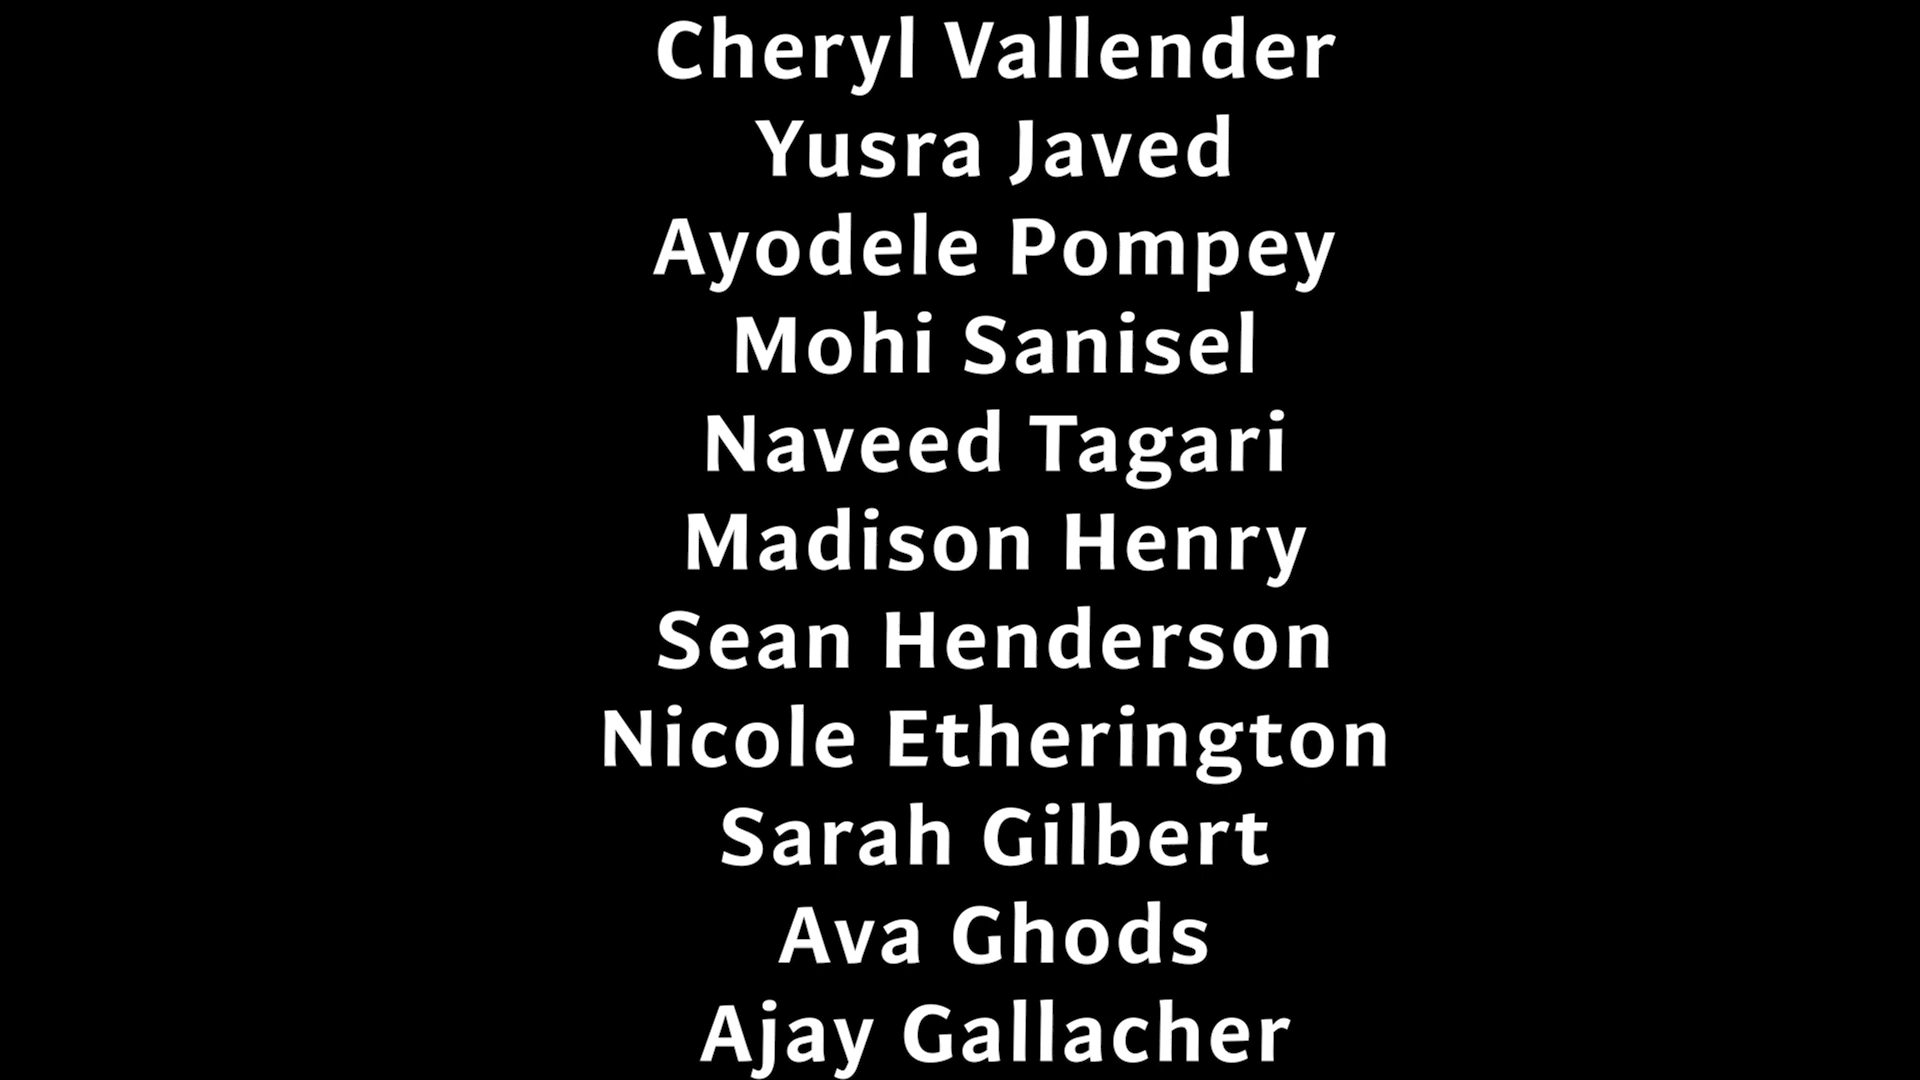 Cheryl Vallender
Yusra Javed
Ayodele Pompey
Mohi Sanisel
Naveed Tagari
Madison Henry
Sean Henderson
Nicole Etherington
Sarah Gilbert
Ava Ghods
Ajay Gallacher